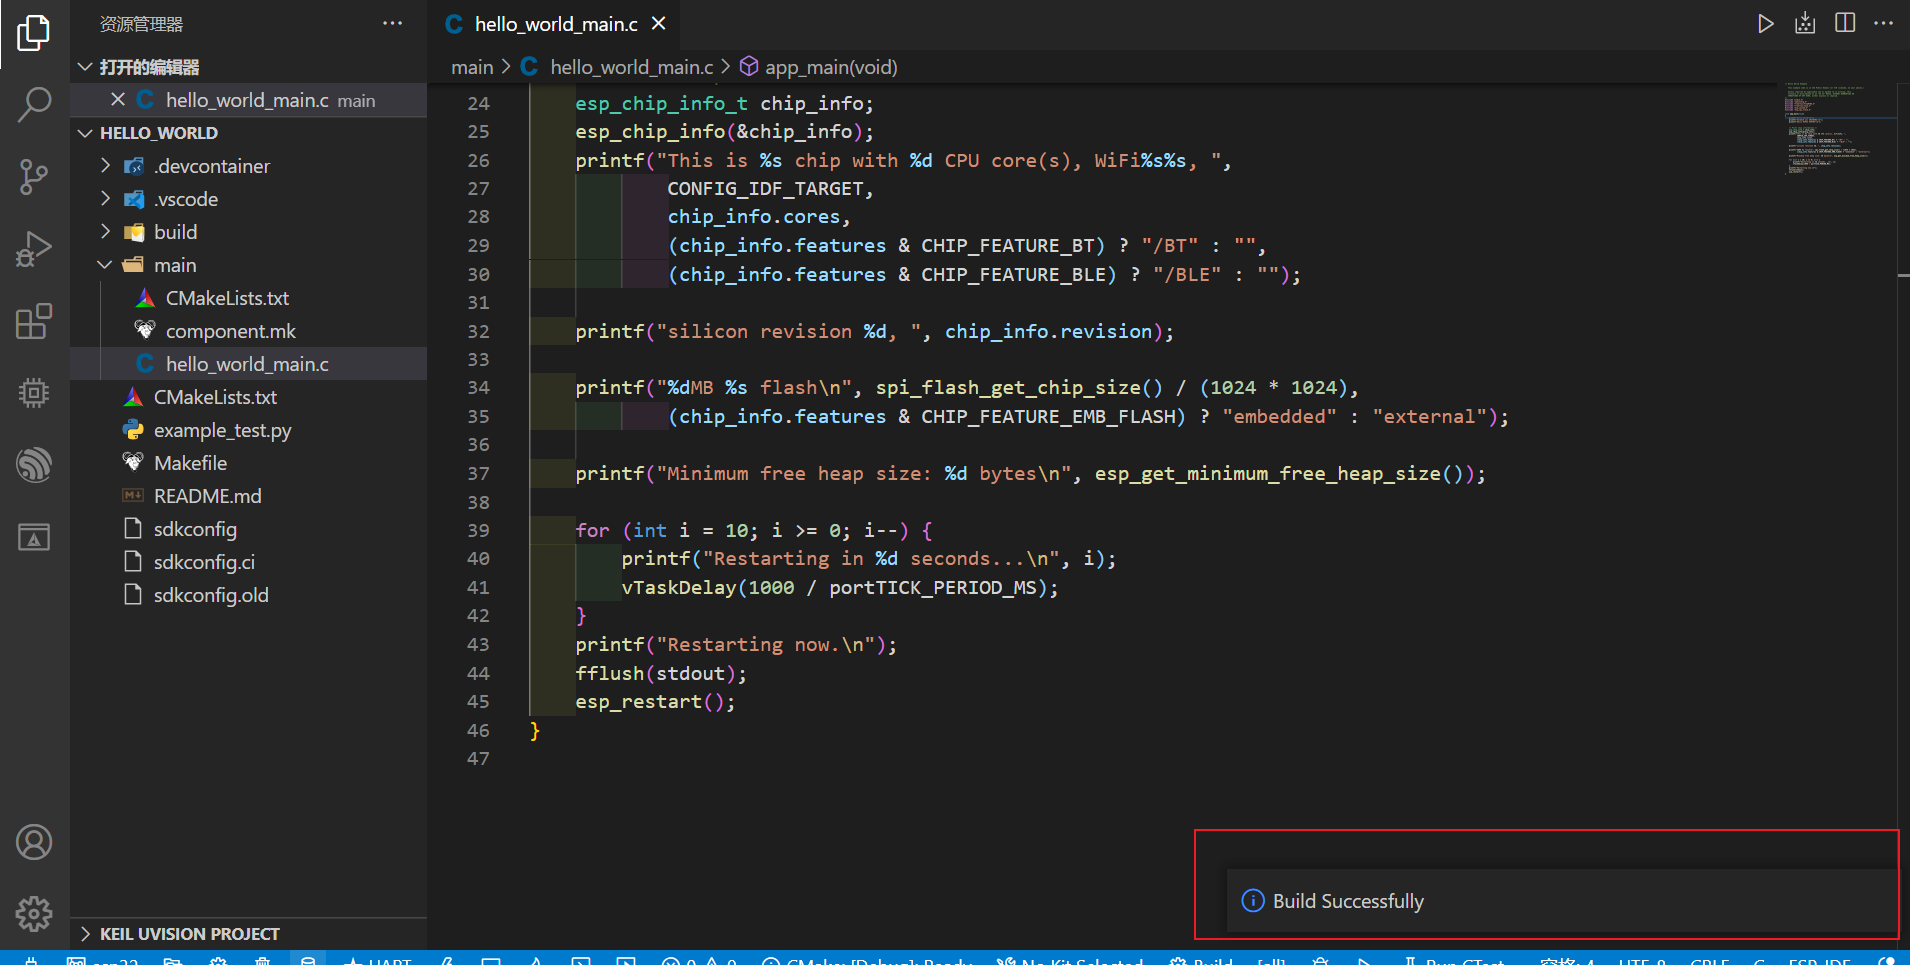 资源管理器
打开的编辑器
hello_world_main.c main
HELLO_WORLD
.devcontainer
.vscode
build
main
CMakeLists.txt
component.mk
hello_world_main.c
CMakeLists.txt
example_test.py
Makefile
README.md
sdkconfig
sdkconfig.ci
sdkconfig.old
KEIL UVISION PROJECT
hello_world_main.c
main > hello_world_main.c > app_main(void)
24 esp_chip_info_t chip_info;
25 esp_chip_info(&chip_info);
26 printf("This is %s chip with %d CPU core(s), WiFi%s%s, ",
27 CONFIG_IDF_TARGET,
28 chip_info.cores,
29 (chip_info.features & CHIP_FEATURE_BT) ? "/BT" : "",
30 (chip_info.features & CHIP_FEATURE_BLE) ? "/BLE" : "");
31
32 printf("silicon revision %d, ", chip_info.revision);
33
34 printf("%dMB %s flash\n", spi_flash_get_chip_size() / (1024 * 1024),
35 (chip_info.features & CHIP_FEATURE_EMB_FLASH) ? "embedded" : "external");
36
37 printf("Minimum free heap size: %d bytes\n", esp_get_minimum_free_heap_size());
38
39 for (int i = 10; i >= 0; i--) {
40 printf("Restarting in %d seconds...\n", i);
41 vTaskDelay(1000 / portTICK_PERIOD_MS);
42 }
43 printf("Restarting now.\n");
44 fflush(stdout);
45 esp_restart();
46 }
47
Build Successfully
esp32 UART 0 0 CMake: [Debug]: Ready No Kit Selected Build [all] Run CTest 空格: 4 UTF-8 CRLF C ESP-IDF